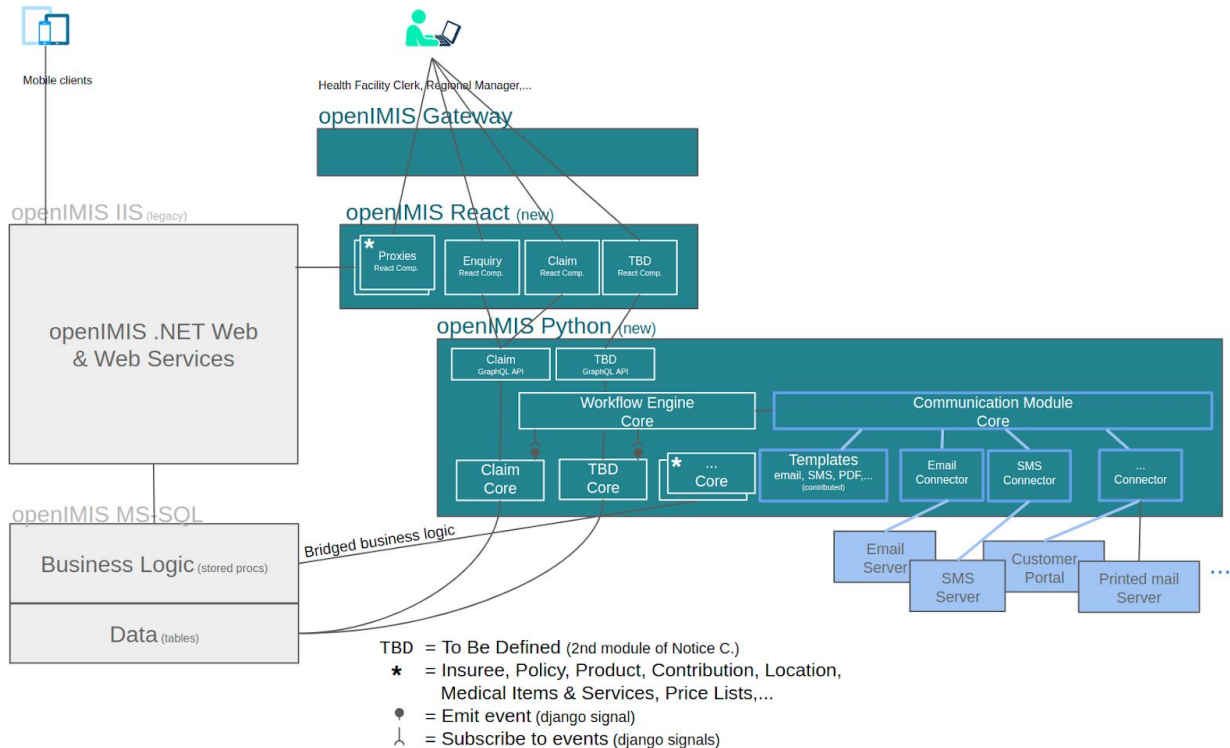 Mobile clients
Health Facility Clerk, Regional Manager,...
openIMIS Gateway
openIMIS IIS (legacy)
openIMIS React (new)
*
Proxies
React Comp.
Enquiry
React Comp.
Claim
React Comp.
TBD
React Comp.
openIMIS .NET Web
& Web Services
openIMIS Python (new)
Claim
GraphQL API
TBD
GraphQL API
Workflow Engine
Core
Communication Module
Core
Claim
Core
TBD
Core
*
...
Core
Templates
email, SMS, PDF,...
(contributed)
Email
Connector
SMS
Connector
...
Connector
openIMIS MS-SQL
Bridged business logic
Business Logic (stored procs)
Data (tables)
Email
Server
SMS
Server
Customer
Portal
Printed mail
Server
...
TBD = To Be Defined (2nd module of Notice C.)
* = Insuree, Policy, Product, Contribution, Location,
Medical Items & Services, Price Lists,...
= Emit event (django signal)
= Subscribe to events (django signals)